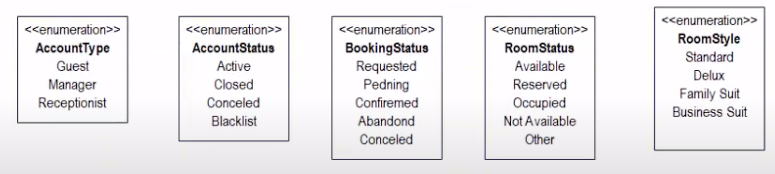 <<enumeration>>
AccountType
Guest
Manager
Receptionist
<<enumeration>>
AccountStatus
Active
Closed
Conceled
Blacklist
<<enumeration>>
BookingStatus
Requested
Pedning
Confiremed
Abandond
Conceled
<<enumeration>>
RoomStatus
Available
Reserved
Occupied
Not Available
Other
<<enumeration>>
RoomStyle
Standard
Delux
Family Suit
Business Suit